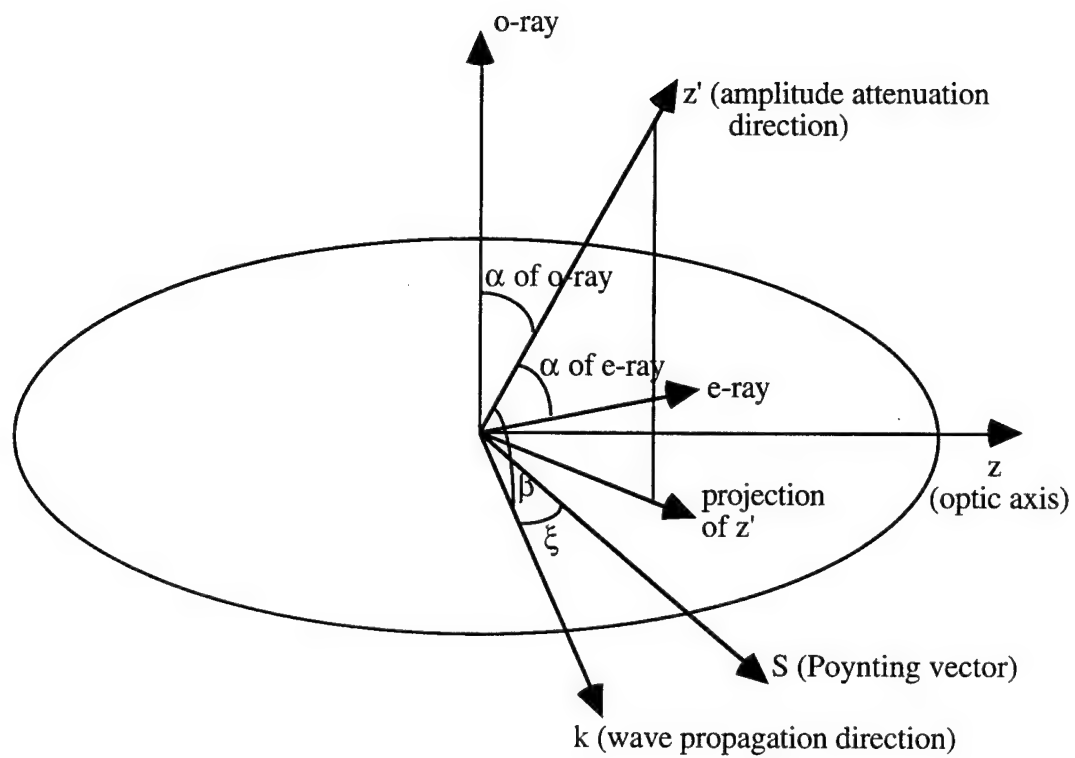 o-ray
z' (amplitude attenuation
direction)
α of o-ray
α of e-ray
e-ray
z
(optic axis)
β
projection
of z'
ξ
S (Poynting vector)
k (wave propagation direction)